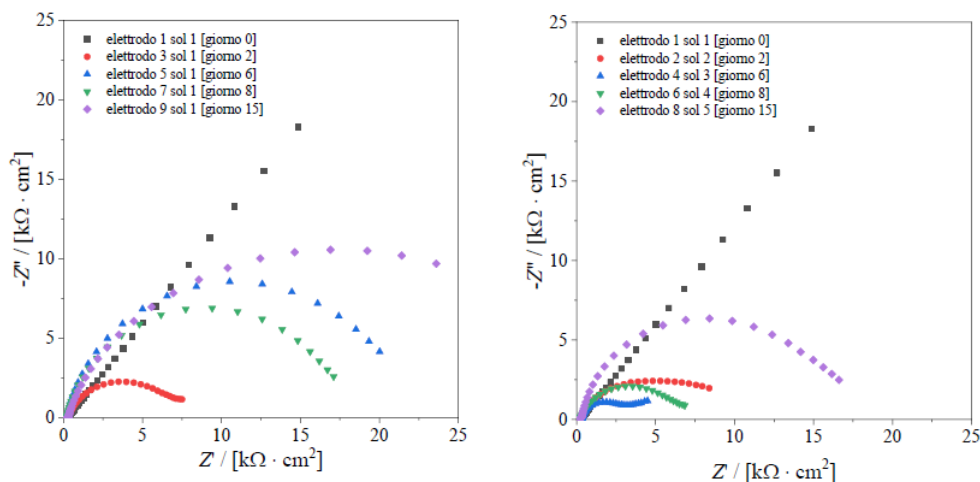 25
20
15
10
5
0
-Z'' / [kΩ · cm²]
elettrodo 1 sol 1 [giorno 0]
elettrodo 3 sol 1 [giorno 2]
elettrodo 5 sol 1 [giorno 6]
elettrodo 7 sol 1 [giorno 8]
elettrodo 9 sol 1 [giorno 15]
0 5 10 15 20 25
Z' / [kΩ · cm²]
25
20
15
10
5
0
-Z'' / [kΩ · cm²]
elettrodo 1 sol 1 [giorno 0]
elettrodo 2 sol 2 [giorno 2]
elettrodo 4 sol 3 [giorno 6]
elettrodo 6 sol 4 [giorno 8]
elettrodo 8 sol 5 [giorno 15]
0 5 10 15 20 25
Z' / [kΩ · cm²]